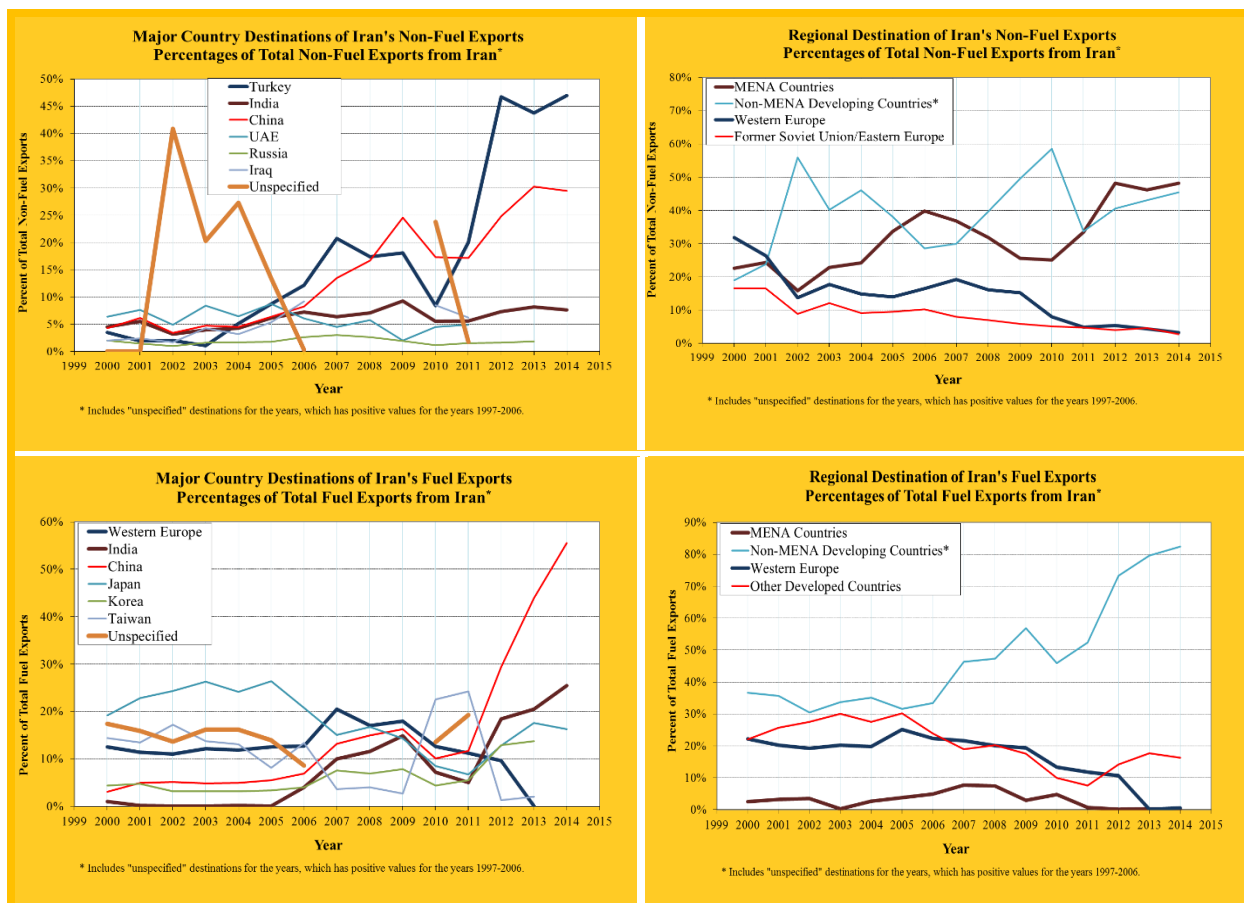 Major Country Destinations of Iran's Non-Fuel Exports
Percentages of Total Non-Fuel Exports from Iran*
50%
45%
40%
35%
30%
25%
20%
15%
10%
5%
0%
Percent of Total Non-Fuel Exports
Turkey
India
China
UAE
Russia
Iraq
Unspecified
1999 2000 2001 2002 2003 2004 2005 2006 2007 2008 2009 2010 2011 2012 2013 2014 2015
Year
* Includes "unspecified" destinations for the years, which has positive values for the years 1997-2006.
Regional Destination of Iran's Non-Fuel Exports
Percentages of Total Non-Fuel Exports from Iran*
80%
70%
60%
50%
40%
30%
20%
10%
0%
Percent of Total Non-Fuel Exports
MENA Countries
Non-MENA Developing Countries*
Western Europe
Former Soviet Union/Eastern Europe
1999 2000 2001 2002 2003 2004 2005 2006 2007 2008 2009 2010 2011 2012 2013 2014 2015
Year
* Includes "unspecified" destinations for the years, which has positive values for the years 1997-2006.
Major Country Destinations of Iran's Fuel Exports
Percentages of Total Fuel Exports from Iran*
60%
50%
40%
30%
20%
10%
0%
Percent of Total Fuel Exports
Western Europe
India
China
Japan
Korea
Taiwan
Unspecified
1999 2000 2001 2002 2003 2004 2005 2006 2007 2008 2009 2010 2011 2012 2013 2014 2015
Year
* Includes "unspecified" destinations for the years, which has positive values for the years 1997-2006.
Regional Destination of Iran's Fuel Exports
Percentages of Total Fuel Exports from Iran*
90%
80%
70%
60%
50%
40%
30%
20%
10%
0%
Percent of Total Fuel Exports
MENA Countries
Non-MENA Developing Countries*
Western Europe
Other Developed Countries
1999 2000 2001 2002 2003 2004 2005 2006 2007 2008 2009 2010 2011 2012 2013 2014 2015
Year
* Includes "unspecified" destinations for the years, which has positive values for the years 1997-2006.